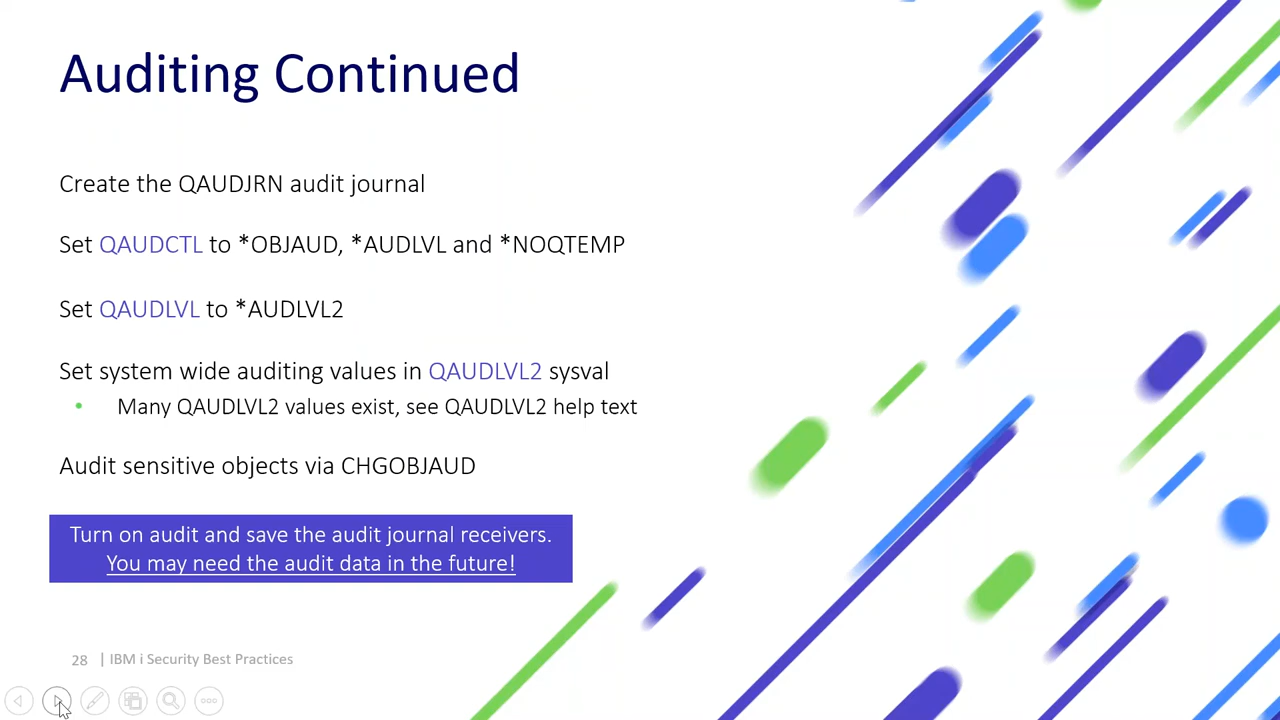 Auditing Continued
Create the QAUDJRN audit journal
Set QAUDCTL to *OBJAUD, *AUDLVL and *NOQTEMP
Set QAUDLVL to *AUDLVL2
Set system wide auditing values in QAUDLVL2 sysval
• Many QAUDLVL2 values exist, see QAUDLVL2 help text
Audit sensitive objects via CHGOBJAUD
Turn on audit and save the audit journal receivers.
You may need the audit data in the future!
28 | IBM i Security Best Practices